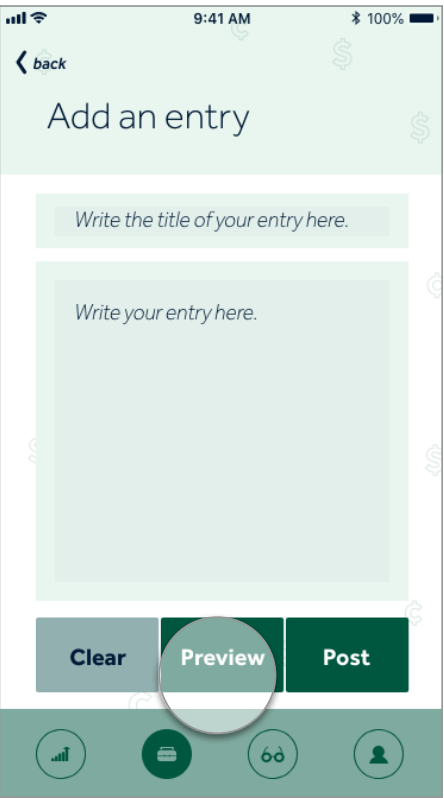 9:41 AM
100%
back
Add an entry
Write the title of your entry here.
Write your entry here.
Clear
Preview
Post